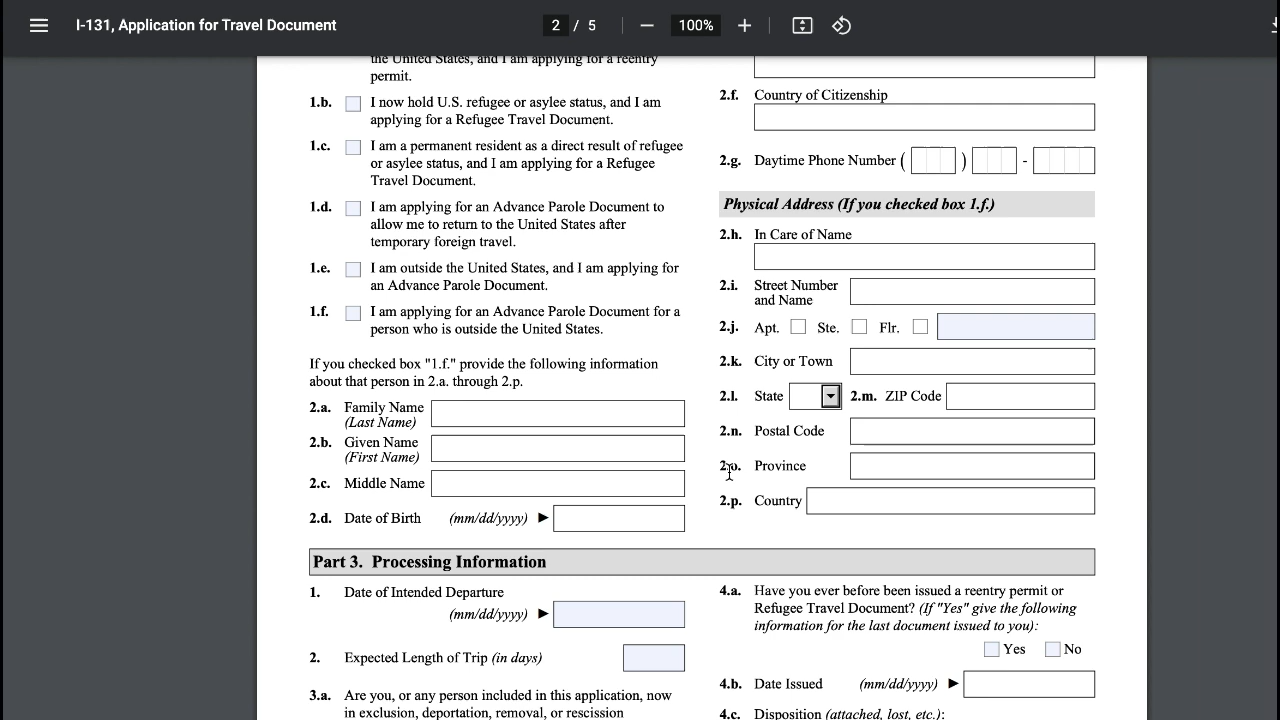 I-131, Application for Travel Document
2 / 5
100%
the United States, and I am applying for a reentry
permit.
1.b. I now hold U.S. refugee or asylee status, and I am
applying for a Refugee Travel Document.
1.c. I am a permanent resident as a direct result of refugee
or asylee status, and I am applying for a Refugee
Travel Document.
1.d. I am applying for an Advance Parole Document to
allow me to return to the United States after
temporary foreign travel.
1.e. I am outside the United States, and I am applying for
an Advance Parole Document.
1.f. I am applying for an Advance Parole Document for a
person who is outside the United States.
If you checked box "1.f." provide the following information
about that person in 2.a. through 2.p.
2.a. Family Name
(Last Name)
2.b. Given Name
(First Name)
2.c. Middle Name
2.d. Date of Birth (mm/dd/yyyy) ►
2.f. Country of Citizenship
2.g. Daytime Phone Number ( ) -
Physical Address (If you checked box 1.f.)
2.h. In Care of Name
2.i. Street Number
and Name
2.j. Apt. Ste. Flr.
2.k. City or Town
2.l. State 2.m. ZIP Code
2.n. Postal Code
2.o. Province
2.p. Country
Part 3. Processing Information
1. Date of Intended Departure
(mm/dd/yyyy) ►
2. Expected Length of Trip (in days)
3.a. Are you, or any person included in this application, now
in exclusion, deportation, removal, or rescission
4.a. Have you ever before been issued a reentry permit or
Refugee Travel Document? (If "Yes" give the following
information for the last document issued to you):
Yes No
4.b. Date Issued (mm/dd/yyyy) ►
4.c. Disposition (attached, lost, etc.):